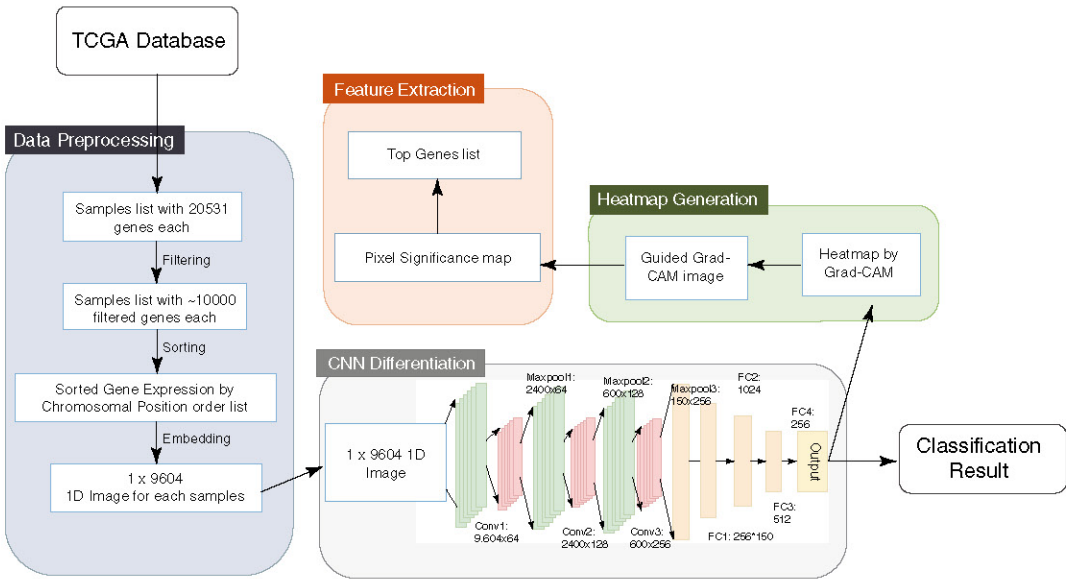 TCGA Database
Data Preprocessing
Samples list with 20531
genes each
Filtering
Samples list with ~10000
filtered genes each
Sorting
Sorted Gene Expression by
Chromosomal Position order list
Embedding
1 x 9604
1D Image for each samples
Feature Extraction
Top Genes list
Pixel Significance map
Heatmap Generation
Guided Grad-
CAM image
Heatmap by
Grad-CAM
CNN Differentiation
1 x 9604 1D
Image
Conv1:
9.604x64
Maxpool1:
2400x64
Conv2:
2400x128
Maxpool2:
600x128
Conv3:
600x256
Maxpool3:
150x256
FC1: 256*150
FC2:
1024
FC3:
512
FC4:
256
Output
Classification
Result